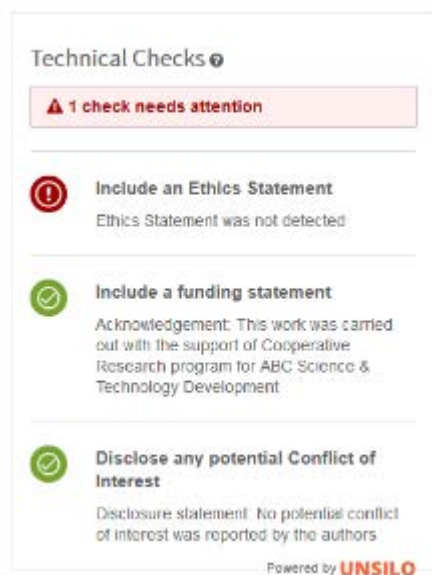 Technical Checks ?
1 check needs attention
Include an Ethics Statement
Ethics Statement was not detected
Include a funding statement
Acknowledgement: This work was carried
out with the support of Cooperative
Research program for ABC Science &
Technology Development
Disclose any potential Conflict of
Interest
Disclosure statement No potential conflict
of interest was reported by the authors
Powered by UNSILO